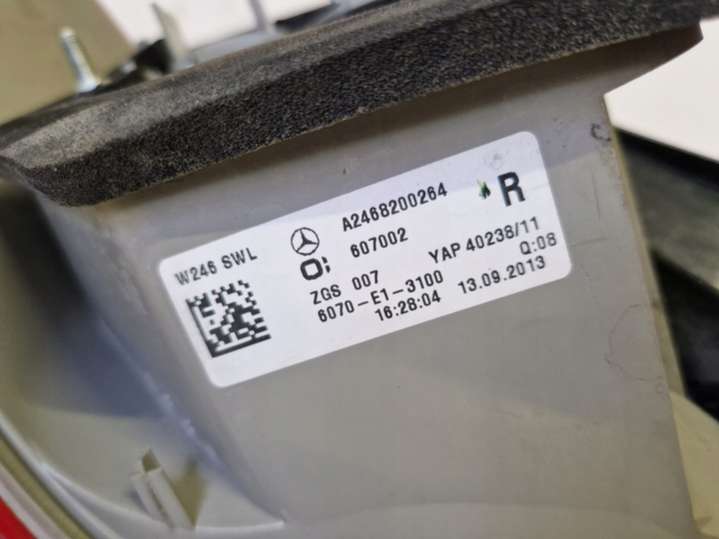 W246 SWL
A2468200264
R
607002
ZGS 007
YAP 40238/11
6070-E1-3100
Q:08
16:28:04 13.09.2013